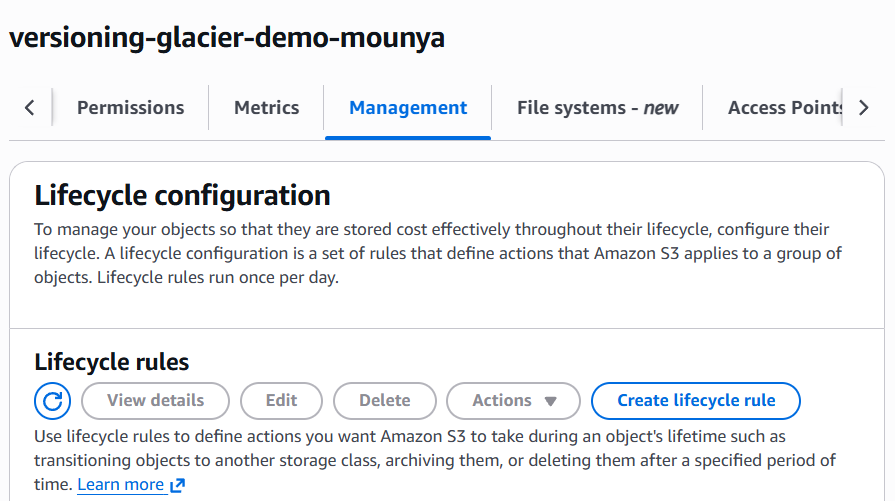 versioning-glacier-demo-mounya
Permissions
Metrics
Management
File systems - new
Access Points
Lifecycle configuration
To manage your objects so that they are stored cost effectively throughout their lifecycle, configure their
lifecycle. A lifecycle configuration is a set of rules that define actions that Amazon S3 applies to a group of
objects. Lifecycle rules run once per day.
Lifecycle rules
View details
Edit
Delete
Actions
Create lifecycle rule
Use lifecycle rules to define actions you want Amazon S3 to take during an object's lifetime such as
transitioning objects to another storage class, archiving them, or deleting them after a specified period of
time. Learn more